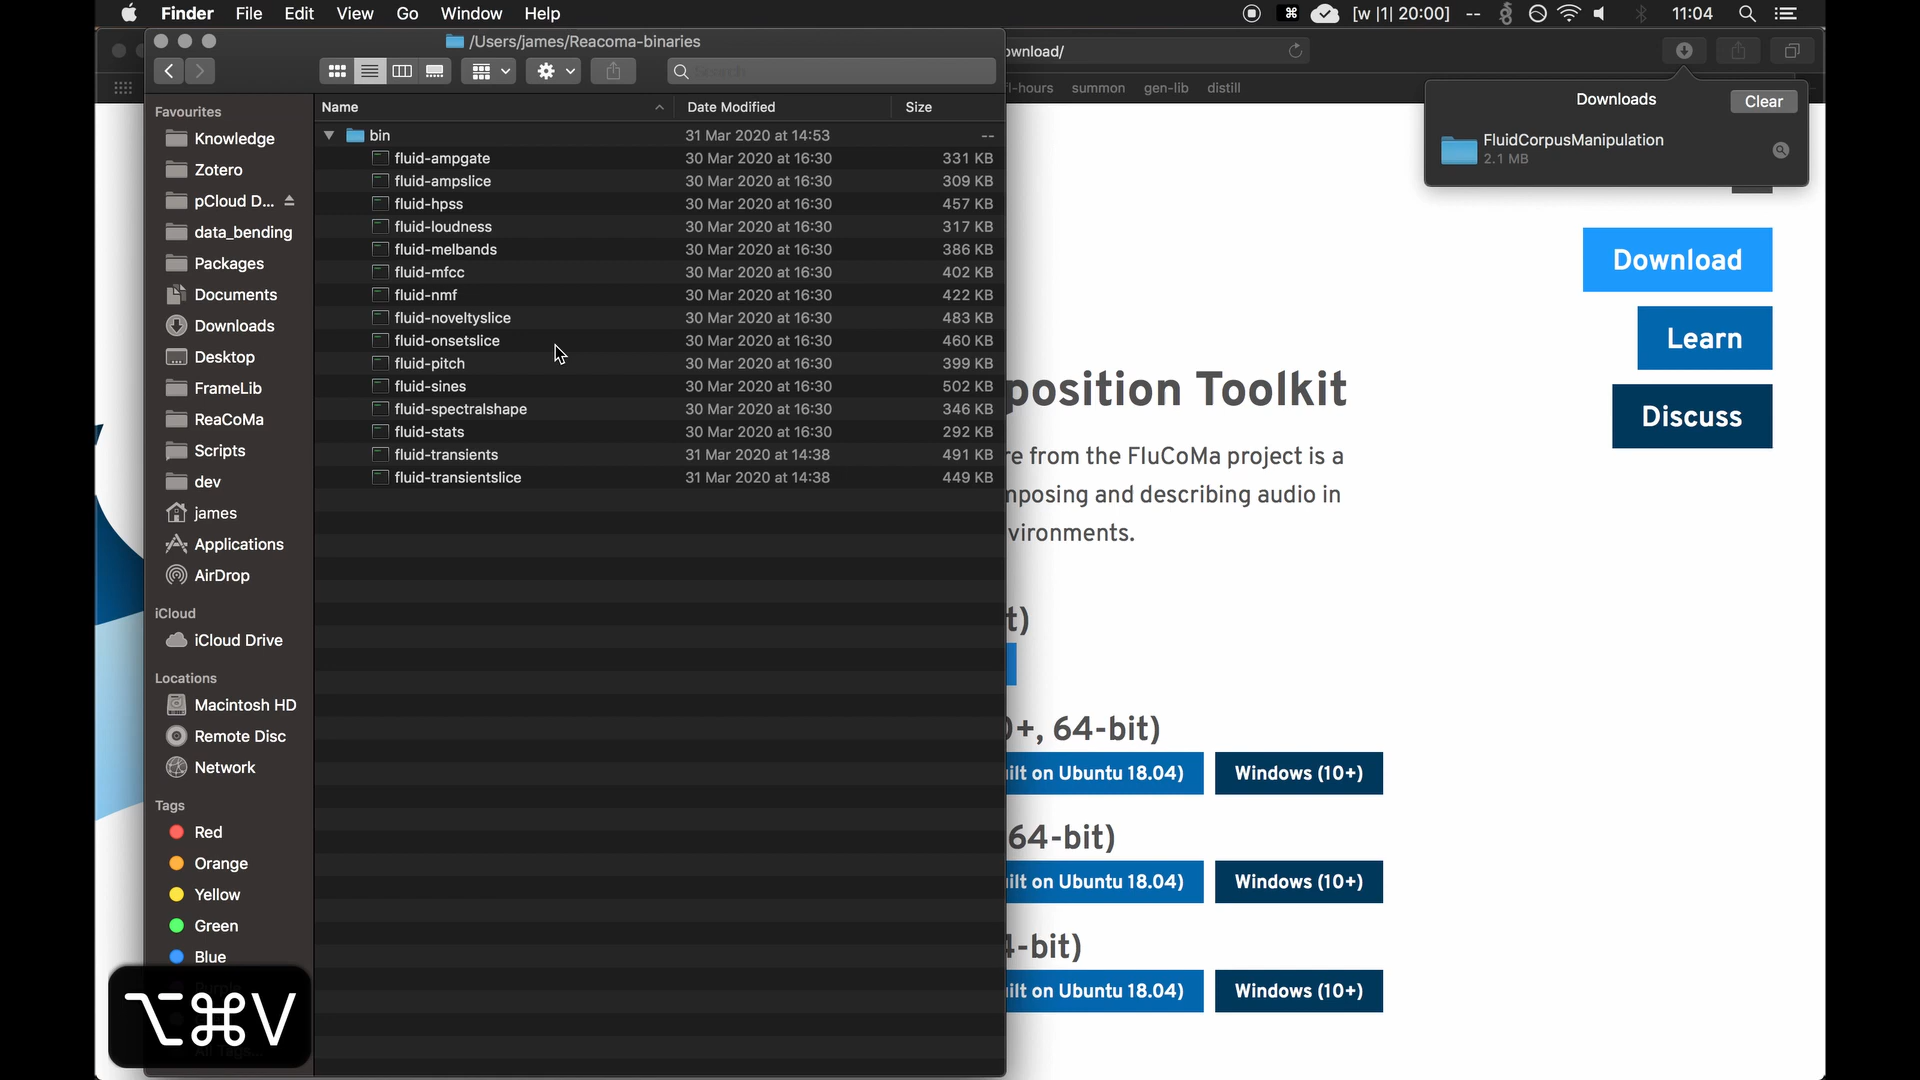 Finder File Edit View Go Window Help
[w |1| 20:00] -- 11:04
/Users/james/Reacoma-binaries
ownload/
l-hours summon gen-lib distill
Downloads Clear
FluidCorpusManipulation
2.1 MB
Name Date Modified Size
Favourites
Knowledge
Zotero
pCloud D...
data_bending
Packages
Documents
Downloads
Desktop
FrameLib
ReaCoMa
Scripts
dev
james
Applications
AirDrop
iCloud
iCloud Drive
Locations
Macintosh HD
Remote Disc
Network
Tags
Red
Orange
Yellow
Green
Blue
bin 31 Mar 2020 at 14:53 --
fluid-ampgate 30 Mar 2020 at 16:30 331 KB
fluid-ampslice 30 Mar 2020 at 16:30 309 KB
fluid-hpss 30 Mar 2020 at 16:30 457 KB
fluid-loudness 30 Mar 2020 at 16:30 317 KB
fluid-melbands 30 Mar 2020 at 16:30 386 KB
fluid-mfcc 30 Mar 2020 at 16:30 402 KB
fluid-nmf 30 Mar 2020 at 16:30 422 KB
fluid-noveltyslice 30 Mar 2020 at 16:30 483 KB
fluid-onsetslice 30 Mar 2020 at 16:30 460 KB
fluid-pitch 30 Mar 2020 at 16:30 399 KB
fluid-sines 30 Mar 2020 at 16:30 502 KB
fluid-spectralshape 30 Mar 2020 at 16:30 346 KB
fluid-stats 30 Mar 2020 at 16:30 292 KB
fluid-transients 31 Mar 2020 at 14:38 491 KB
fluid-transientslice 31 Mar 2020 at 14:38 449 KB
Download
Learn
Discuss
position Toolkit
re from the FluCoMa project is a
mposing and describing audio in
vironments.
t)
0+, 64-bit)
uilt on Ubuntu 18.04) Windows (10+)
64-bit)
uilt on Ubuntu 18.04) Windows (10+)
4-bit)
uilt on Ubuntu 18.04) Windows (10+)
⌥⌘V